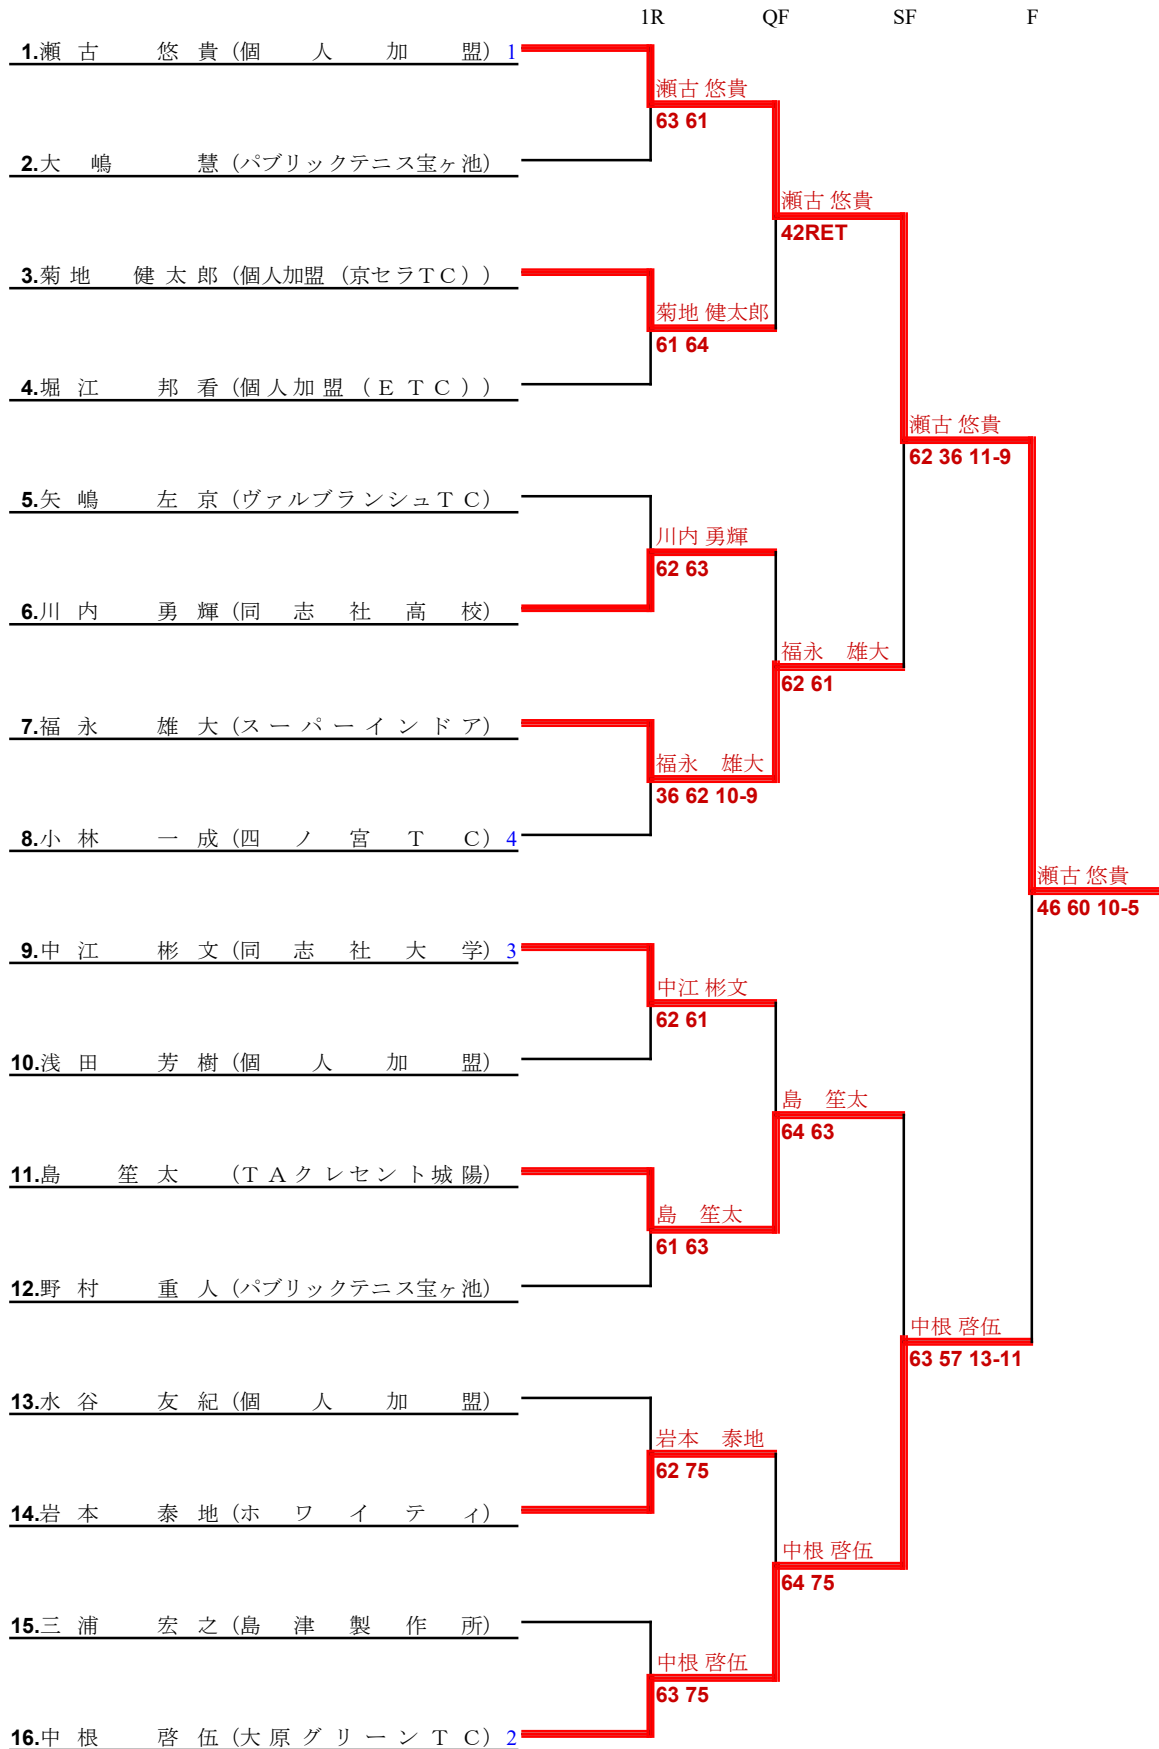 1R QF SF F
1.瀬古 悠貴(個人加盟) 1
瀬古 悠貴
63 61
2.大嶋 慧(パブリックテニス宝ヶ池)
瀬古 悠貴
42RET
3.菊地 健太郎(個人加盟(京セラTC))
菊地 健太郎
61 64
4.堀江 邦看(個人加盟(ETC))
瀬古 悠貴
62 36 11-9
5.矢嶋 左京(ヴァルブランシュTC)
川内 勇輝
62 63
6.川内 勇輝(同志社高校)
福永 雄大
62 61
7.福永 雄大(スーパーインドア)
福永 雄大
36 62 10-9
8.小林 一成(四ノ宮TC) 4
瀬古 悠貴
46 60 10-5
9.中江 彬文(同志社大学) 3
中江 彬文
62 61
10.浅田 芳樹(個人加盟)
島 笙太
64 63
11.島 笙太(TAクレセント城陽)
島 笙太
61 63
12.野村 重人(パブリックテニス宝ヶ池)
中根 啓伍
63 57 13-11
13.水谷 友紀(個人加盟)
岩本 泰地
62 75
14.岩本 泰地(ホワイティ)
中根 啓伍
64 75
15.三浦 宏之(島津製作所)
中根 啓伍
63 75
16.中根 啓伍(大原グリーンTC) 2